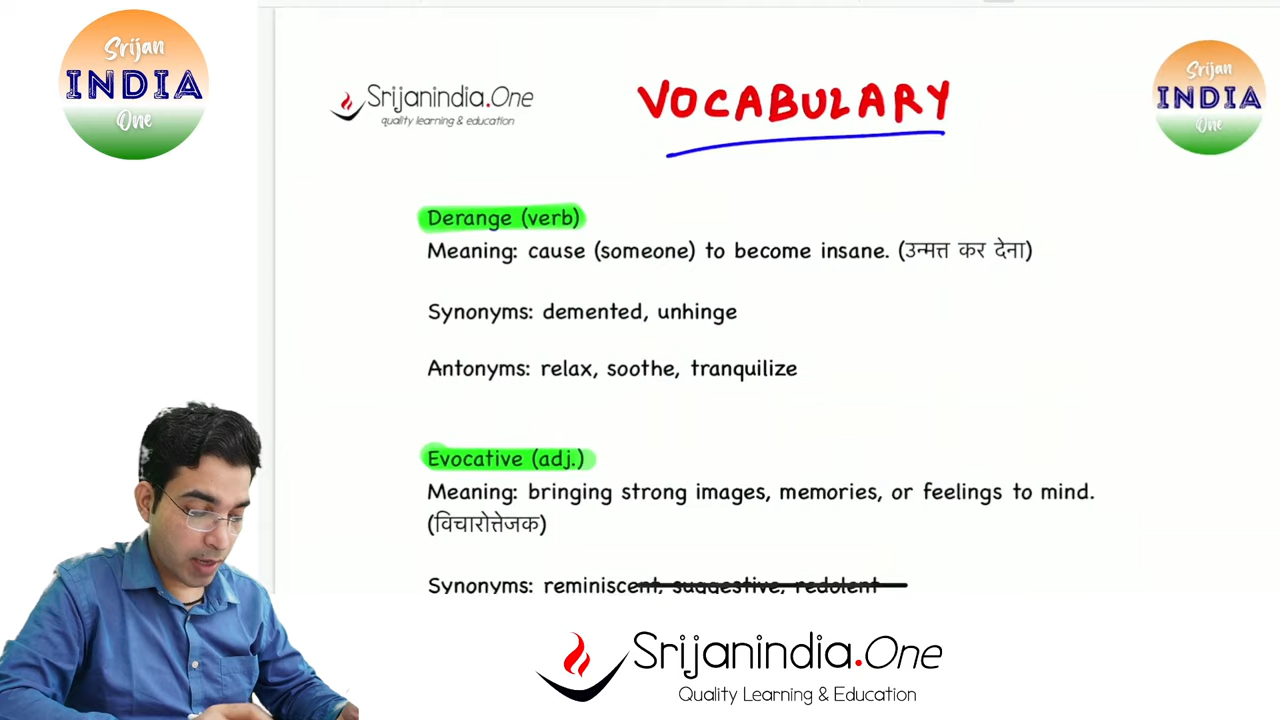 Srijan
INDIA
One
Srijanindia.One
quality learning & education
VOCABULARY
Srijan
INDIA
One
Derange (verb)
Meaning: cause (someone) to become insane. (उन्मत्त कर देना)
Synonyms: demented, unhinge
Antonyms: relax, soothe, tranquilize
Evocative (adj.)
Meaning: bringing strong images, memories, or feelings to mind.
(विचारोत्तेजक)
Synonyms: reminiscent, suggestive, redolent
Srijanindia.One
Quality Learning & Education